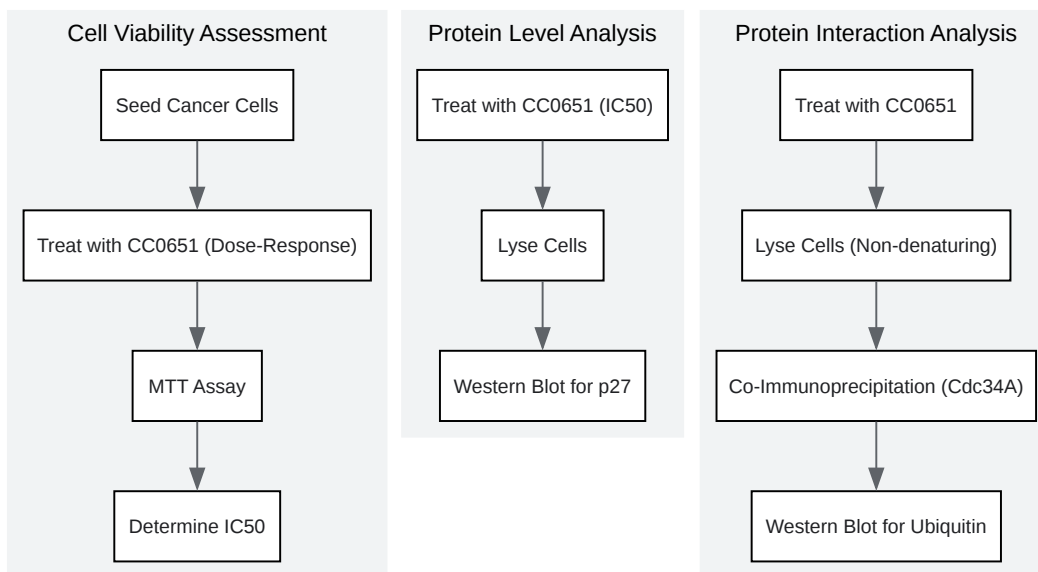 Cell Viability Assessment
Seed Cancer Cells
Treat with CC0651 (Dose-Response)
MTT Assay
Determine IC50
Protein Level Analysis
Treat with CC0651 (IC50)
Lyse Cells
Western Blot for p27
Protein Interaction Analysis
Treat with CC0651
Lyse Cells (Non-denaturing)
Co-Immunoprecipitation (Cdc34A)
Western Blot for Ubiquitin